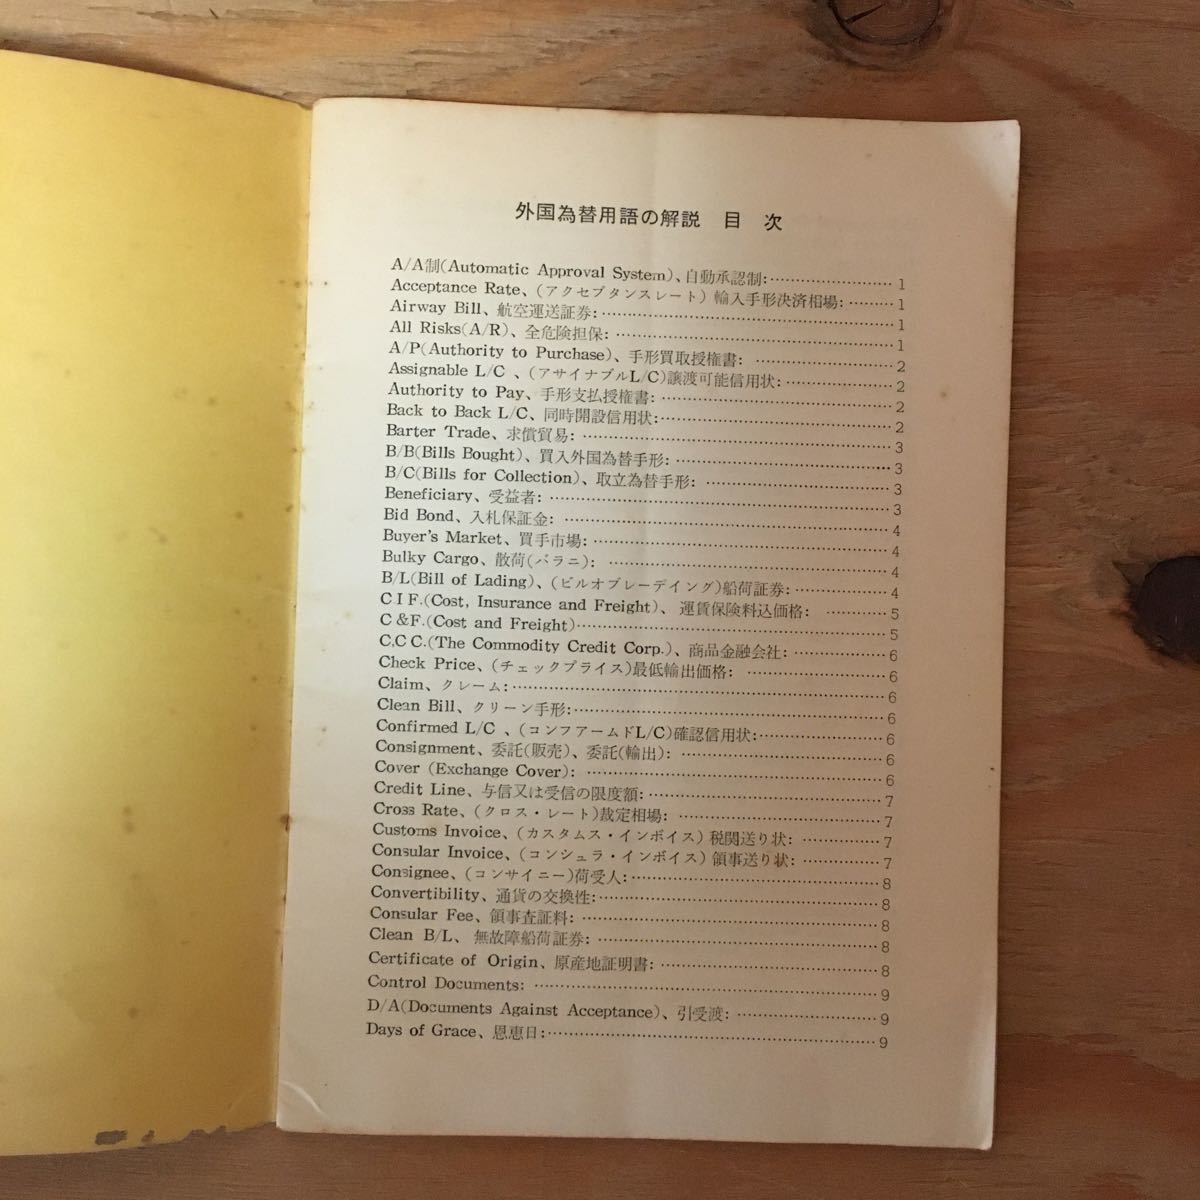 外国為替用語の解説　目　次
A/A制(Automatic Approval System)、自動承認制:…………………… 1
Acceptance Rate、(アクセプタンスレート) 輸入手形決済相場:……… 1
Airway Bill、航空運送証券:…………………………………………………… 1
All Risks(A/R)、全危険担保:………………………………………………… 1
A/P(Authority to Purchase)、手形買取授権書: ……………………… 2
Assignable L/C 、(アサイナブルL/C)譲渡可能信用状:………………… 2
Authority to Pay、手形支払授権書:………………………………………… 2
Back to Back L/C、同時開設信用状:………………………………………… 2
Barter Trade、求償貿易:……………………………………………………… 3
B/B(Bills Bought)、買入外国為替手形:…………………………………… 3
B/C(Bills for Collection)、取立為替手形: ……………………………… 3
Beneficiary、受益者:…………………………………………………………… 3
Bid Bond、入札保証金: ……………………………………………………… 4
Buyer's Market、買手市場:…………………………………………………… 4
Bulky Cargo、散荷(バラニ): ………………………………………………… 4
B/L(Bill of Lading)、(ビルオブレーデイング)船荷証券:……………… 4
C I F.(Cost, Insurance and Freight)、運賃保険料込価格: ………… 5
C &F.(Cost and Freight)……………………………………………………… 5
C,C C.(The Commodity Credit Corp.)、商品金融会社:……………… 6
Check Price、(チェックプライス)最低輸出価格: ……………………… 6
Claim、クレーム:……………………………………………………………… 6
Clean Bill、クリーン手形:…………………………………………………… 6
Confirmed L/C 、(コンフアームドL/C)確認信用状:…………………… 6
Consignment、委託(販売)、委託(輸出): ………………………………… 6
Cover (Exchange Cover): …………………………………………………… 6
Credit Line、与信又は受信の限度額:……………………………………… 7
Cross Rate、(クロス・レート)裁定相場:………………………………… 7
Customs Invoice、(カスタムス・インボイス) 税関送り状: ………… 7
Consular Invoice、(コンシュラ・インボイス) 領事送り状: ………… 7
Consignee、(コンサイニー)荷受人:……………………………………… 8
Convertibility、通貨の交換性:……………………………………………… 8
Consular Fee、領事査証料: ………………………………………………… 8
Clean B/L、無故障船荷証券: ……………………………………………… 8
Certificate of Origin、原産地証明書:……………………………………… 8
Control Documents: ………………………………………………………… 9
D/A(Documents Against Acceptance)、引受渡: …………………… 9
Days of Grace、恩恵日:……………………………………………………… 9